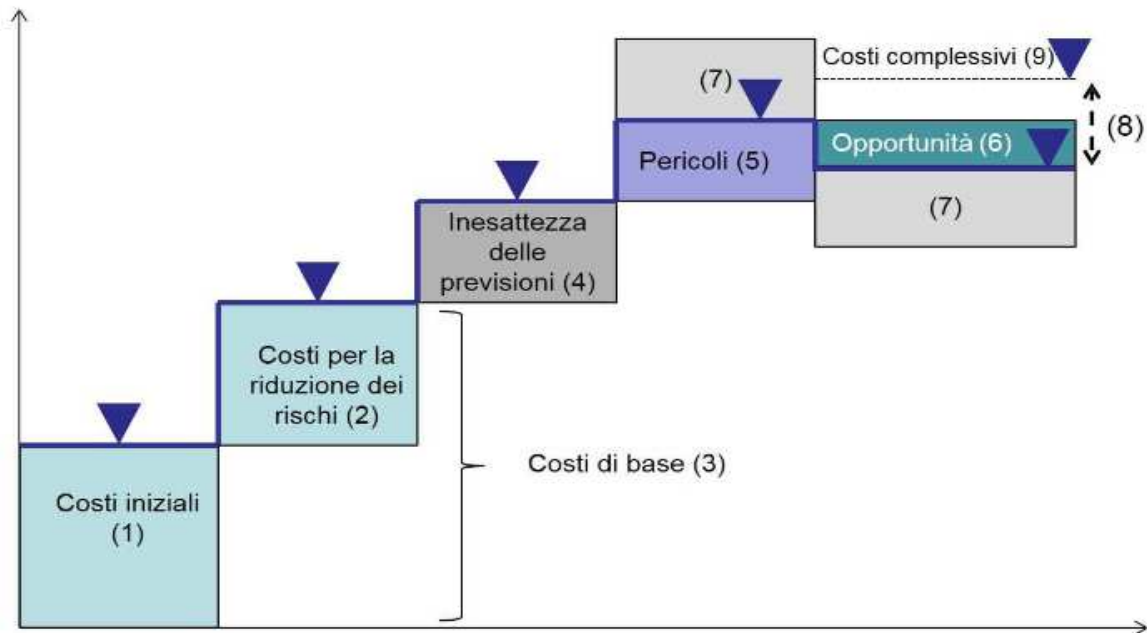 Costi complessivi (9)
(7)
(8)
Opportunità (6)
Pericoli (5)
(7)
Inesattezza
delle
previsioni (4)
Costi per la
riduzione dei
rischi (2)
Costi di base (3)
Costi iniziali
(1)